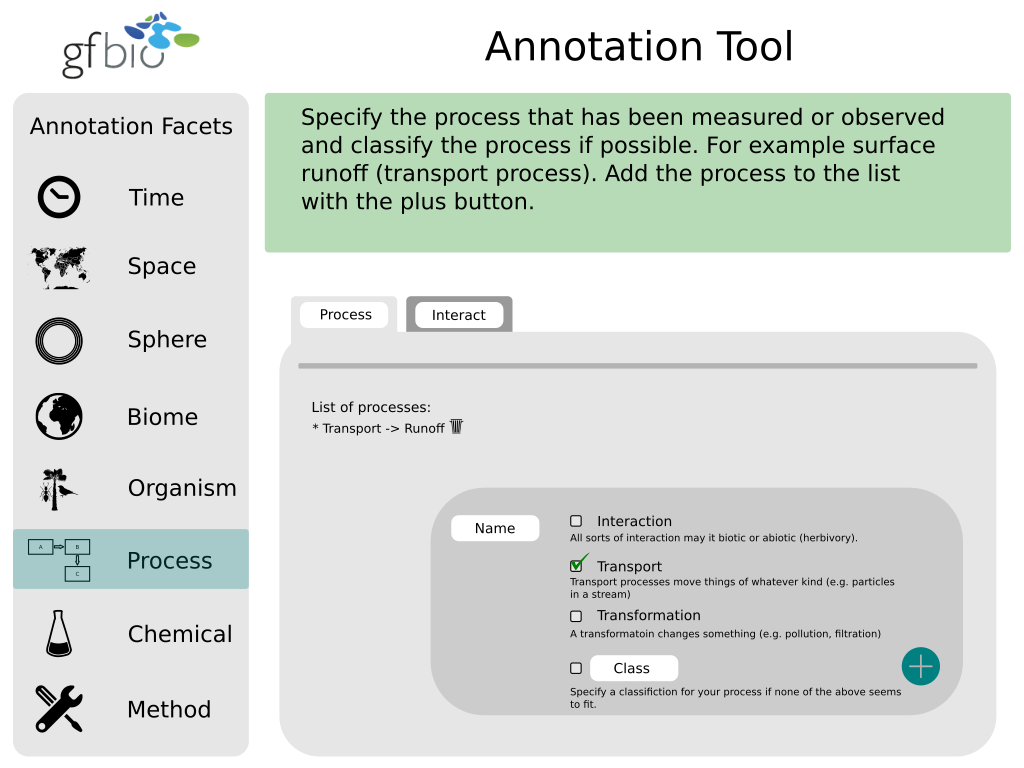 gfbio
Annotation Tool
Annotation Facets
Time
Space
Sphere
Biome
Organism
A
B
C
Process
Chemical
Method
Specify the process that has been measured or observed
and classify the process if possible. For example surface
runoff (transport process). Add the process to the list
with the plus button.
Process
Interact
List of processes:
* Transport -> Runoff
Name
Interaction
All sorts of interaction may it biotic or abiotic (herbivory).
Transport
Transport processes move things of whatever kind (e.g. particles
in a stream)
Transformation
A transformatoin changes something (e.g. pollution, filtration)
Class
Specify a classifiction for your process if none of the above seems
to fit.